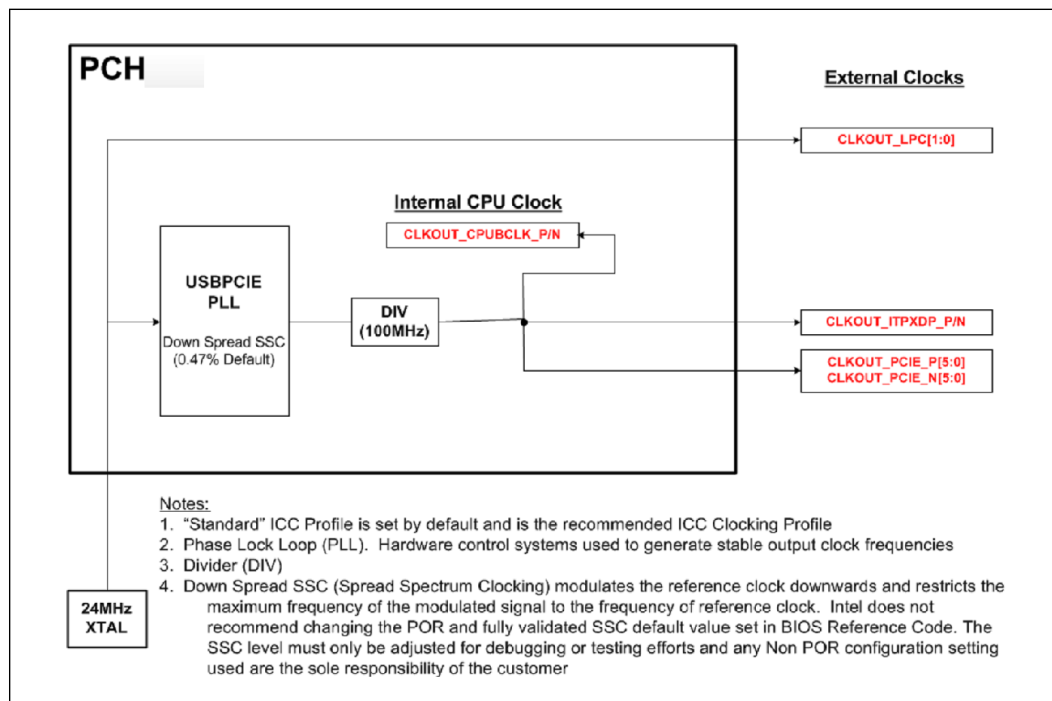 PCH
External Clocks
CLKOUT_LPC[1:0]
Internal CPU Clock
CLKOUT_CPUBCLK_P/N
USBPCIE
PLL
Down Spread SSC
(0.47% Default)
DIV
(100MHz)
CLKOUT_ITPXDP_P/N
CLKOUT_PCIE_P[5:0]
CLKOUT_PCIE_N[5:0]
Notes:
1. “Standard” ICC Profile is set by default and is the recommended ICC Clocking Profile
2. Phase Lock Loop (PLL). Hardware control systems used to generate stable output clock frequencies
3. Divider (DIV)
4. Down Spread SSC (Spread Spectrum Clocking) modulates the reference clock downwards and restricts the
maximum frequency of the modulated signal to the frequency of reference clock. Intel does not
recommend changing the POR and fully validated SSC default value set in BIOS Reference Code. The
SSC level must only be adjusted for debugging or testing efforts and any Non POR configuration setting
used are the sole responsibility of the customer
24MHz
XTAL